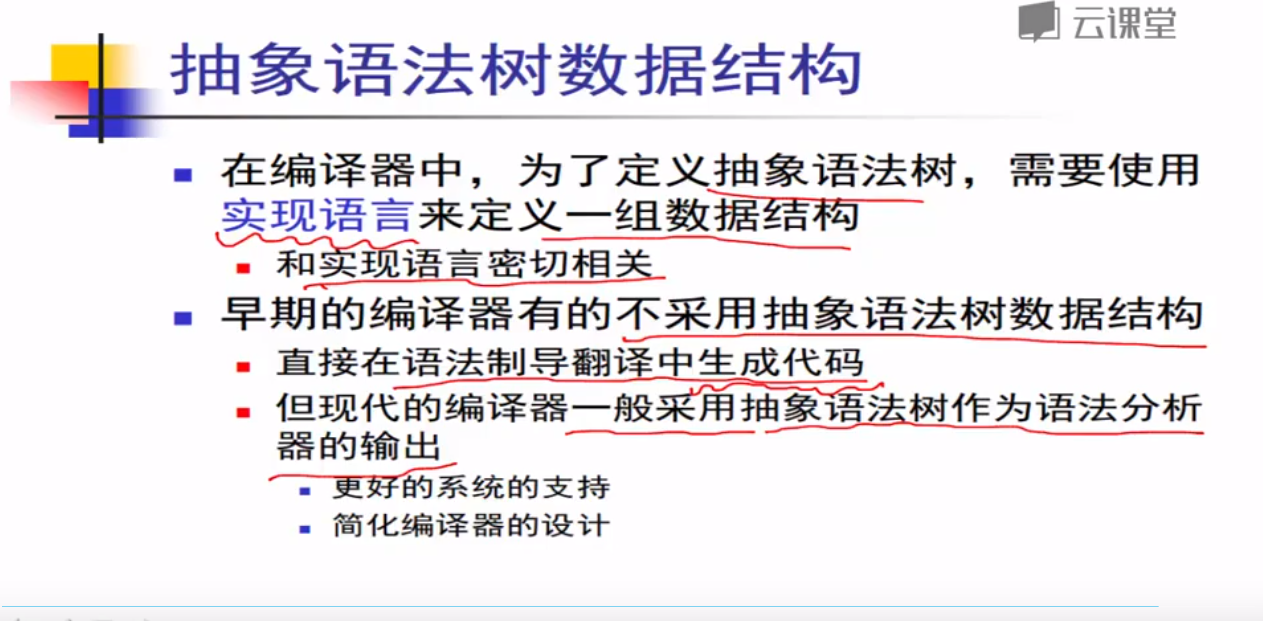 云课堂
抽象语法树数据结构
在编译器中，为了定义抽象语法树，需要使用
实现语言来定义一组数据结构
和实现语言密切相关
早期的编译器有的不采用抽象语法树数据结构
直接在语法制导翻译中生成代码
但现代的编译器一般采用抽象语法树作为语法分析
器的输出
更好的系统的支持
简化编译器的设计